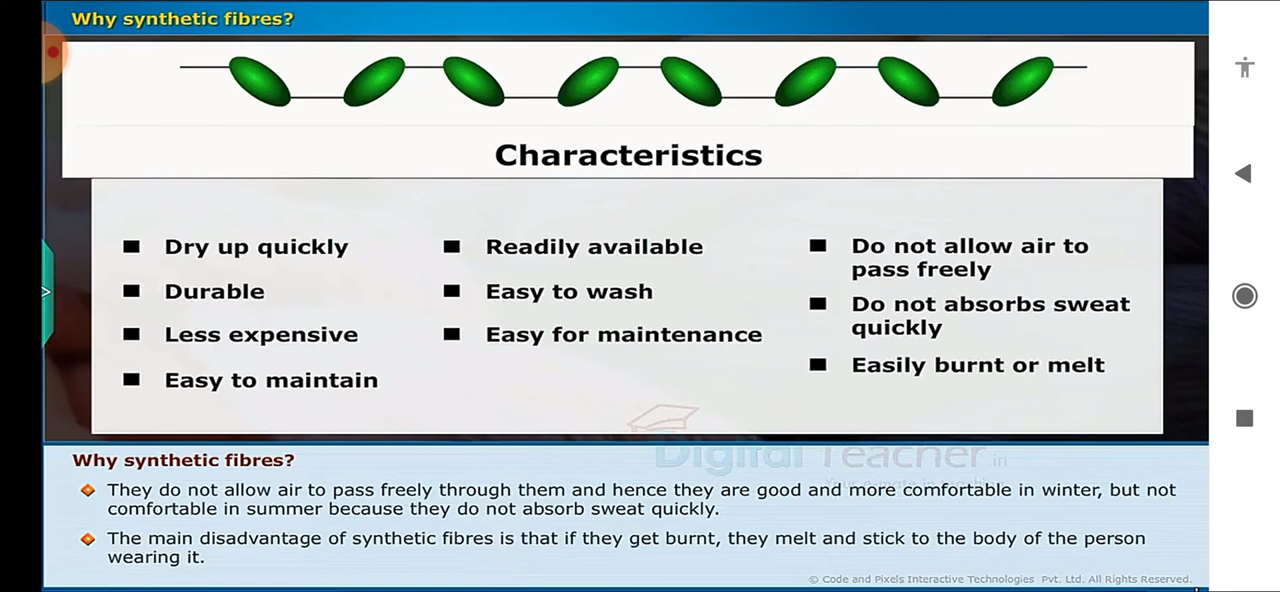 Why synthetic fibres?
Characteristics
Dry up quickly
Durable
Less expensive
Easy to maintain
Readily available
Easy to wash
Easy for maintenance
Do not allow air to
pass freely
Do not absorbs sweat
quickly
Easily burnt or melt
Digital Teacher.in
Why synthetic fibres?
They do not allow air to pass freely through them and hence they are good and more comfortable in winter, but not
comfortable in summer because they do not absorb sweat quickly.
The main disadvantage of synthetic fibres is that if they get burnt, they melt and stick to the body of the person
wearing it.
© Code and Pixels Interactive Technologies Pvt. Ltd. All Rights Reserved.